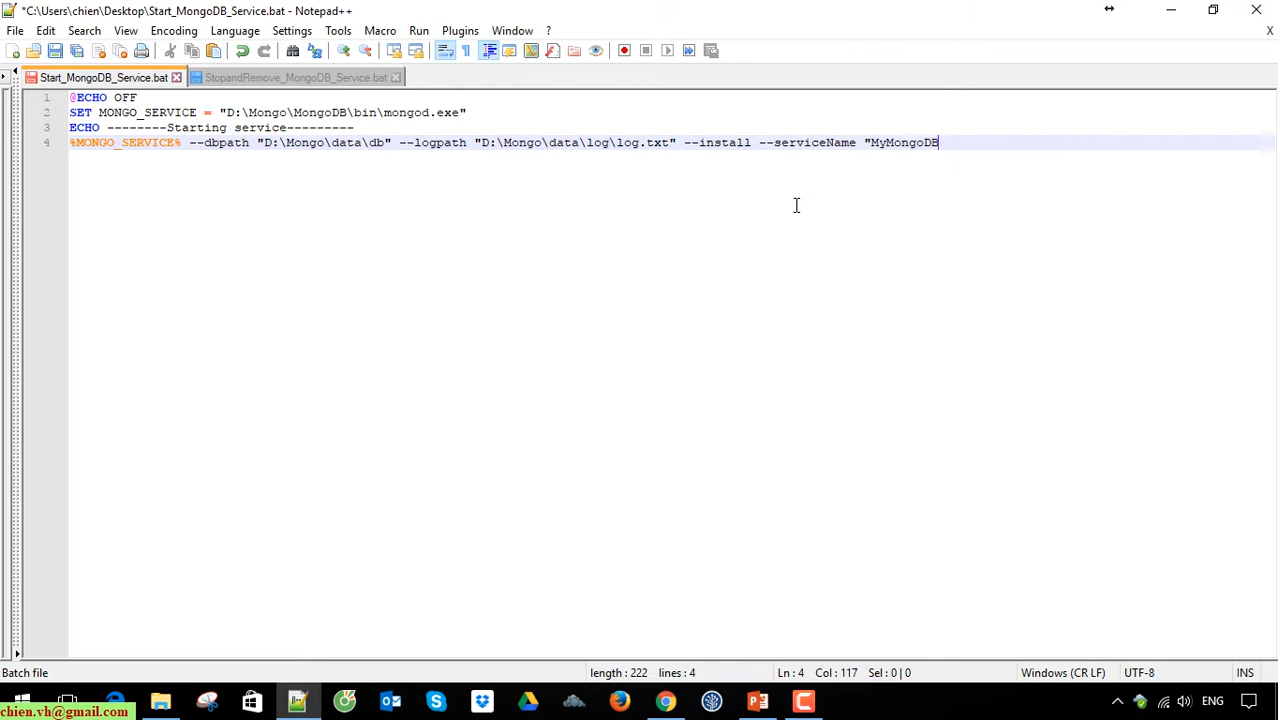 *C:\Users\chien\Desktop\Start_MongoDB_Service.bat - Notepad++
File Edit Search View Encoding Language Settings Tools Macro Run Plugins Window ? X
Start_MongoDB_Service.bat StopandRemove_MongoDB_Service.bat
1 @ECHO OFF
2 SET MONGO_SERVICE = "D:\Mongo\MongoDB\bin\mongod.exe"
3 ECHO --------Starting service---------
4 %MONGO_SERVICE% --dbpath "D:\Mongo\data\db" --logpath "D:\Mongo\data\log\log.txt" --install --serviceName "MyMongoDB
Batch file length : 222 lines : 4 Ln : 4 Col : 117 Sel : 0 | 0 Windows (CR LF) UTF-8 INS
ENG
chien.vh@gmail.com